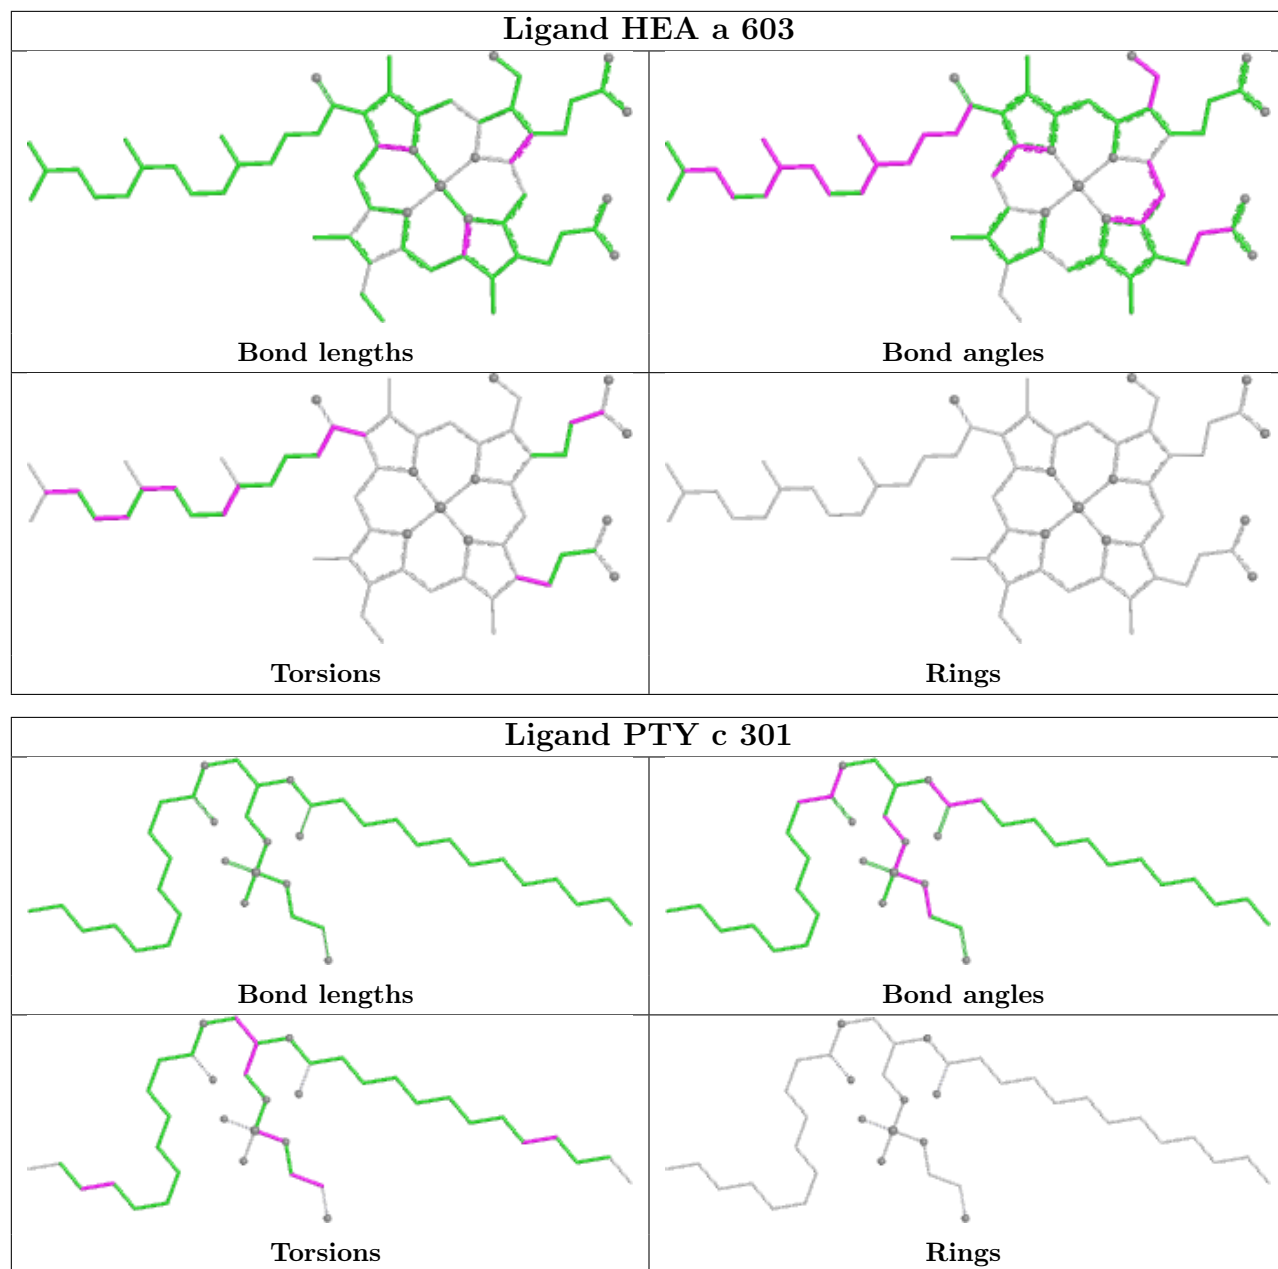 Ligand HEA a 603
Bond lengths
Bond angles
Torsions
Rings
Ligand PTY c 301
Bond lengths
Bond angles
Torsions
Rings